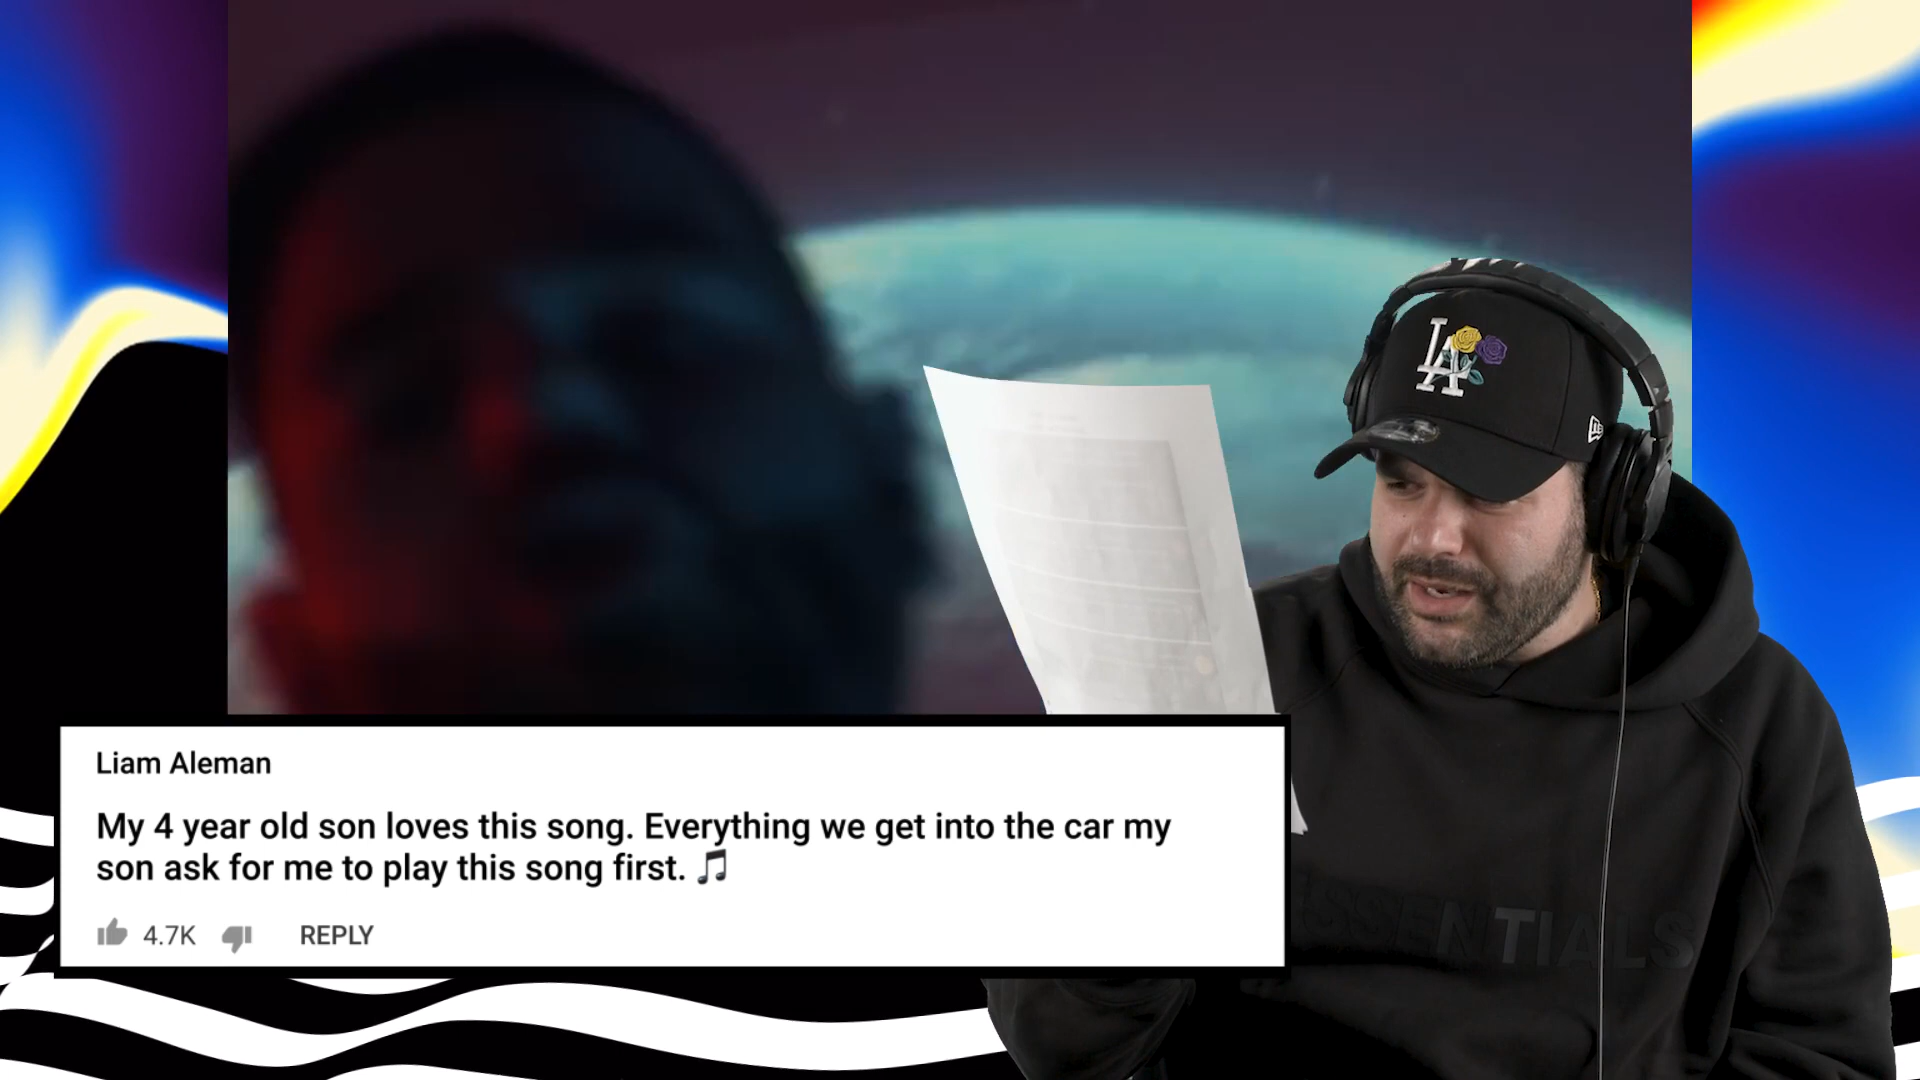 LA
Liam Aleman
My 4 year old son loves this song. Everything we get into the car my
son ask for me to play this song first. 🎵
4.7K REPLY
ESSENTIALS